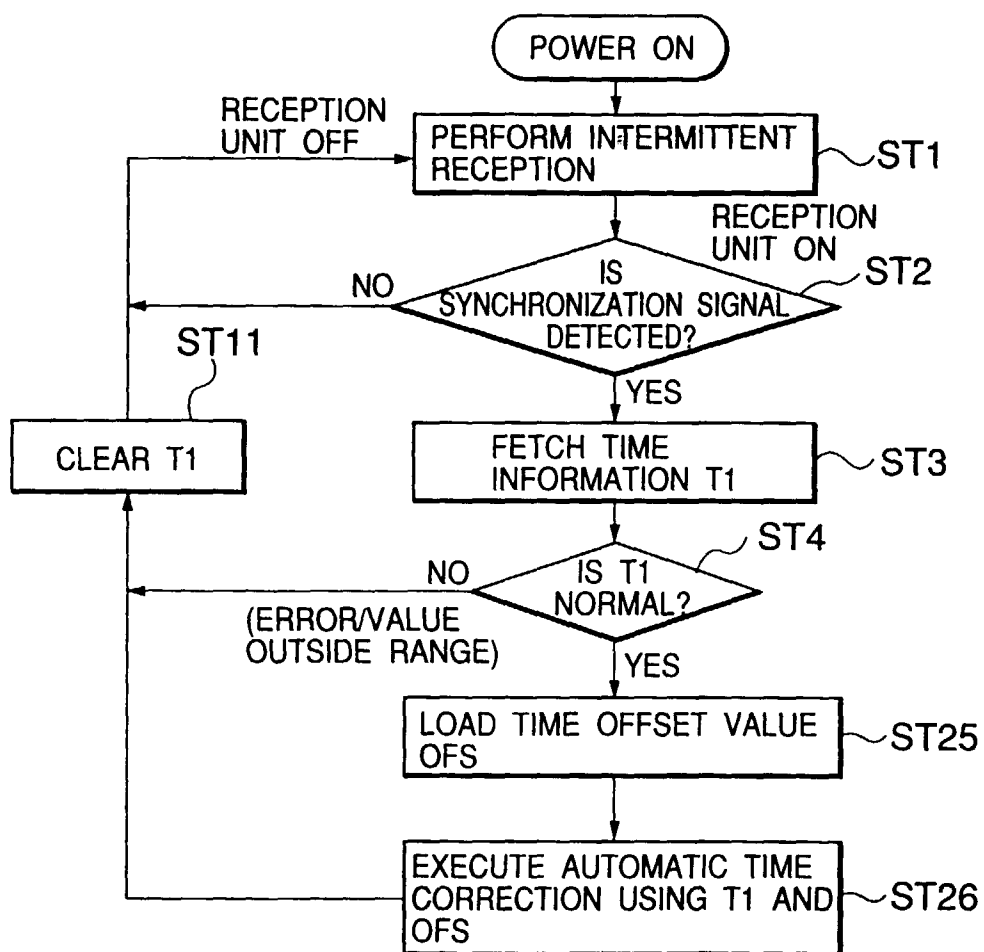 POWER ON
RECEPTION
UNIT OFF
PERFORM INTERMITTENT
RECEPTION
ST1
RECEPTION
UNIT ON
ST2
NO
IS
SYNCHRONIZATION SIGNAL
DETECTED?
ST11
YES
CLEAR T1
FETCH TIME
INFORMATION T1
ST3
ST4
NO
IS T1
NORMAL?
(ERROR/VALUE
OUTSIDE RANGE)
YES
LOAD TIME OFFSET VALUE
OFS
ST25
EXECUTE AUTOMATIC TIME
CORRECTION USING T1 AND
OFS
ST26